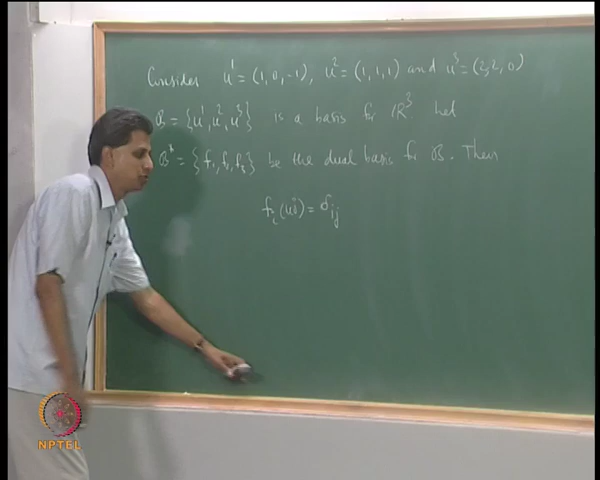 Consider u¹ = (1, 0, -1), u² = (1, 1, 1) and u³ = (2, 2, 0)
B = {u¹, u², u³} is a basis for ℝ³. Let
B* = {f₁, f₂, f₃} be the dual basis for B. Then
fᵢ(uʲ) = δᵢⱼ
NPTEL